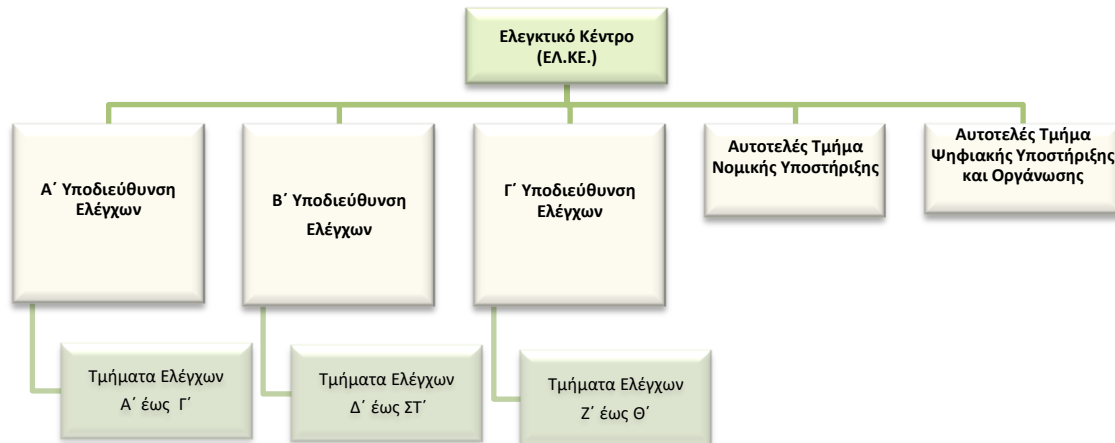 Ελεγκτικό Κέντρο
(ΕΛ.ΚΕ.)
Α΄ Υποδιεύθυνση
Ελέγχων
Β΄ Υποδιεύθυνση
Ελέγχων
Γ΄ Υποδιεύθυνση
Ελέγχων
Αυτοτελές Τμήμα
Νομικής Υποστήριξης
Αυτοτελές Τμήμα
Ψηφιακής Υποστήριξης
και Οργάνωσης
Τμήματα Ελέγχων
Α΄ έως Γ΄
Τμήματα Ελέγχων
Δ΄ έως ΣΤ΄
Τμήματα Ελέγχων
Ζ΄ έως Θ΄